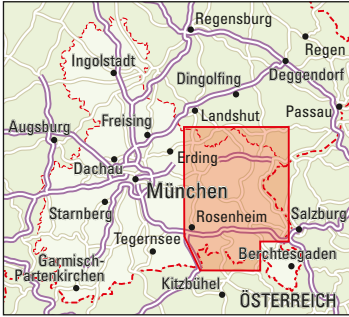 Regensburg
Regen
Ingolstadt
Deggendorf
Dingolfing
Passau
Landshut
Freising
Augsburg
Erding
Dachau
München
Starnberg
Rosenheim
Salzburg
Tegernsee
Berchtesgaden
Garmisch-
Partenkirchen
Kitzbühel
ÖSTERREICH